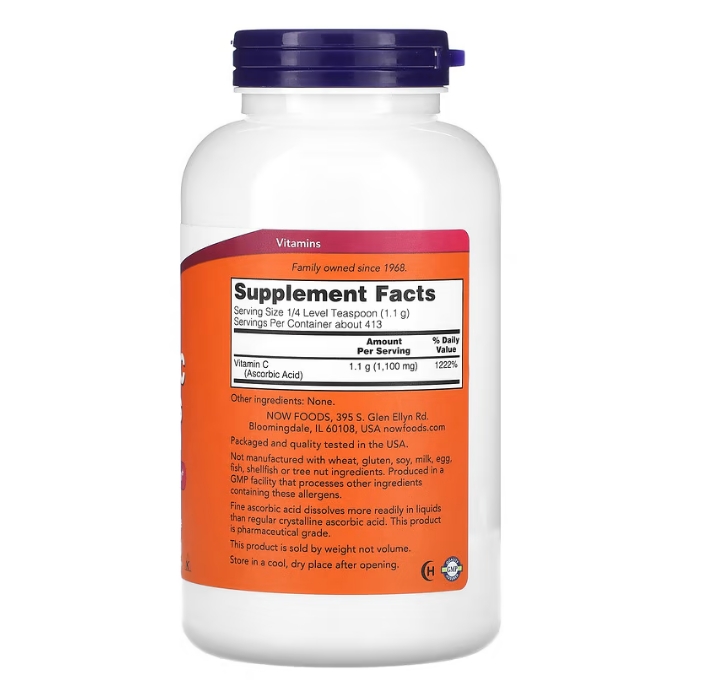 Vitamins
Family owned since 1968.
Supplement Facts
Serving Size 1/4 Level Teaspoon (1.1 g)
Servings Per Container about 413
Amount Per Serving
% Daily Value
Vitamin C 1.1 g (1,100 mg) 1222%
(Ascorbic Acid)
Other ingredients: None.
NOW FOODS, 395 S. Glen Ellyn Rd.
Bloomingdale, IL 60108, USA nowfoods.com
Packaged and quality tested in the USA.
Not manufactured with wheat, gluten, soy, milk, egg,
fish, shellfish or tree nut ingredients. Produced in a
GMP facility that processes other ingredients
containing these allergens.
Fine ascorbic acid dissolves more readily in liquids
than regular crystalline ascorbic acid. This product
is pharmaceutical grade.
This product is sold by weight not volume.
Store in a cool, dry place after opening.
H
GMP